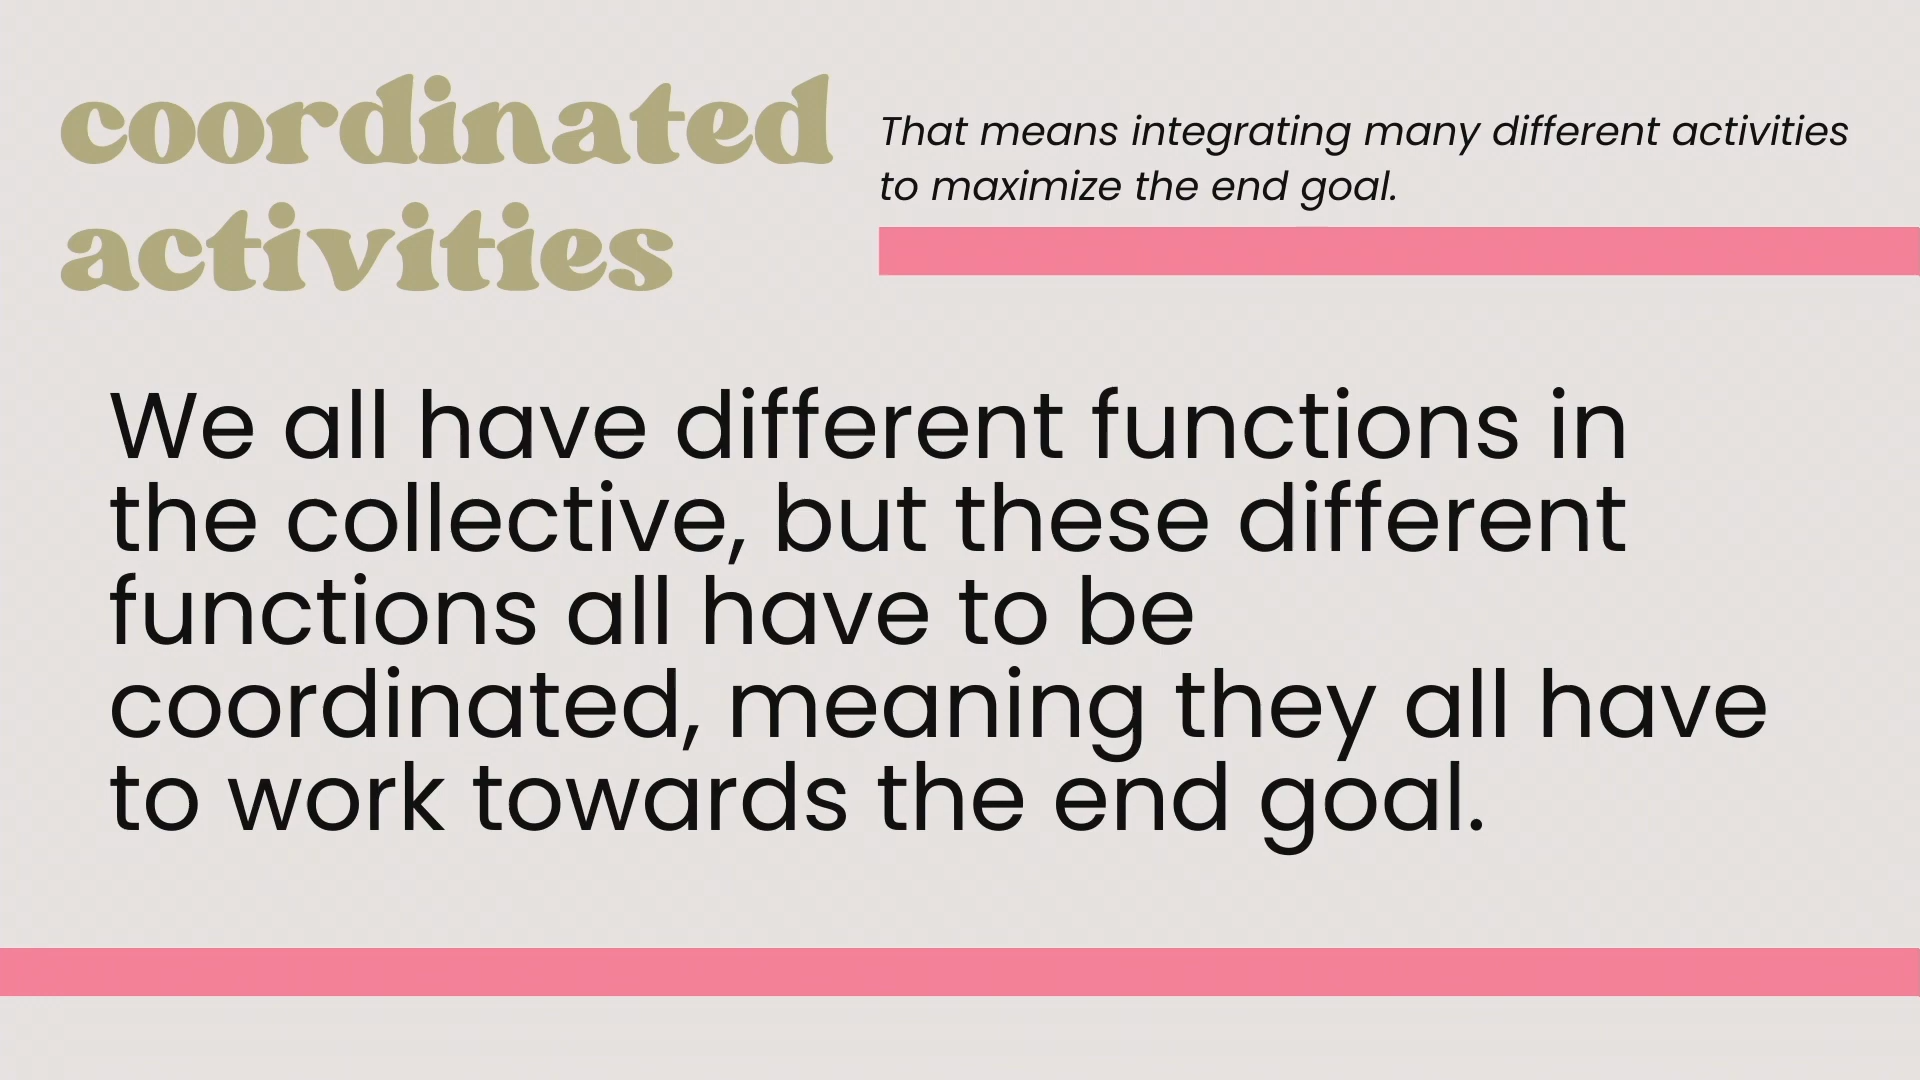 coordinated
activities
That means integrating many different activities
to maximize the end goal.
We all have different functions in
the collective, but these different
functions all have to be
coordinated, meaning they all have
to work towards the end goal.